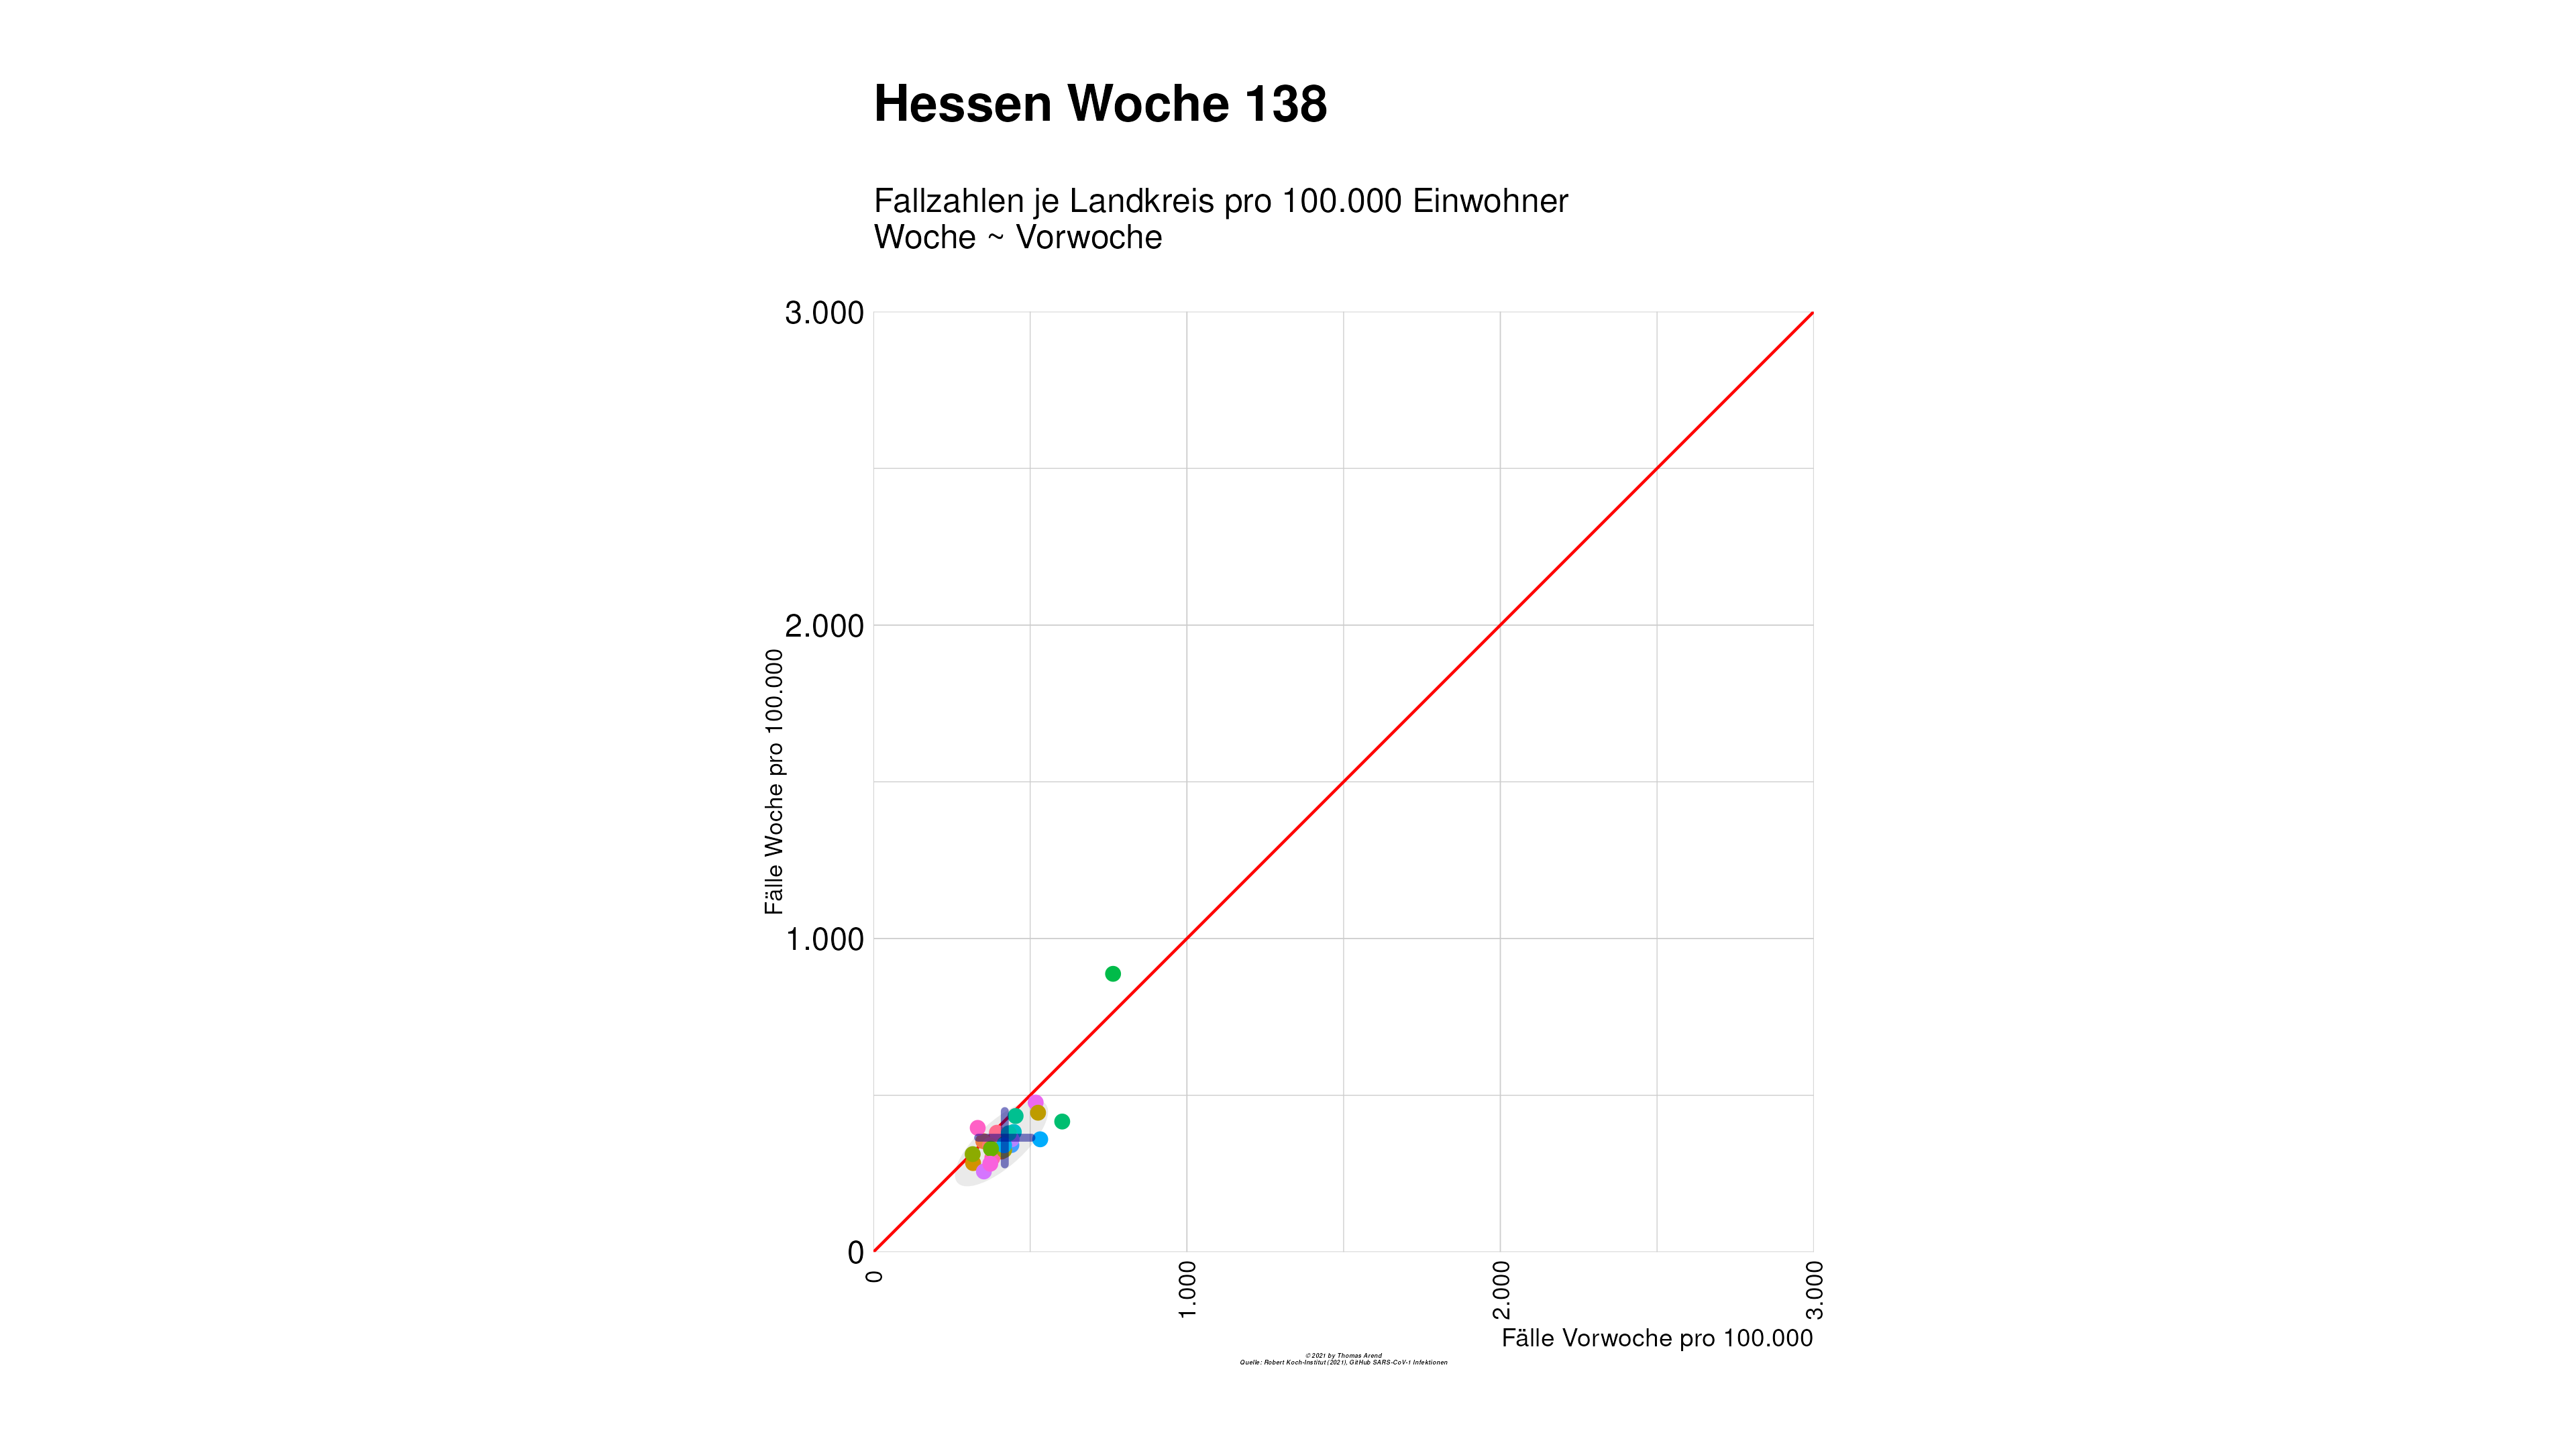 Hessen Woche 138
Fallzahlen je Landkreis pro 100.000 Einwohner
Woche ~ Vorwoche
3.000
2.000
1.000
0
Fälle Woche pro 100.000
0
1.000
2.000
3.000
Fälle Vorwoche pro 100.000
© 2021 by Thomas Arend
Quelle: Robert Koch-Institut (2021), GitHub SARS-CoV-1 Infektionen